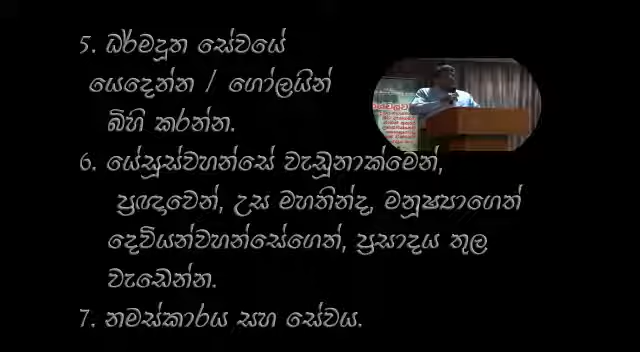 5. ධර්මදූත සේවයේ
යෙදෙන්න / ගෝලයින්
බිහි කරන්න.
6. යේසූස්වහන්සේ වැඩූනාක්මෙන්,
ප්‍රඥාවෙන්, උස මහතින්ද, මනුෂ්‍යාගෙත්
දෙවියන්වහන්සේගෙත්, ප්‍රසාදය තුල
වැඩෙන්න.
7. නමස්කාරය සහ සේවය.